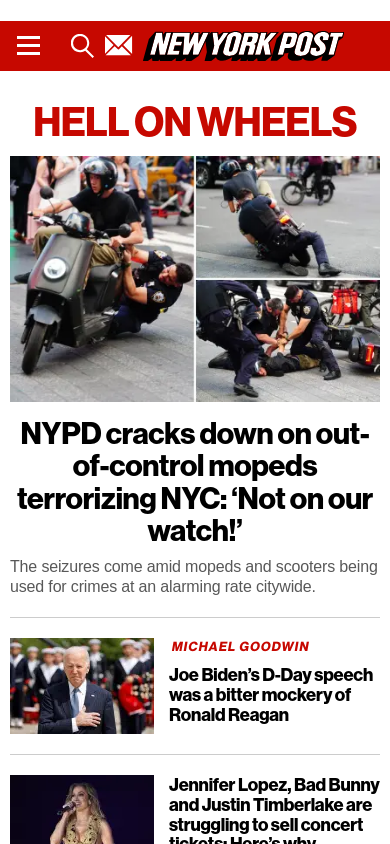 NEW YORK POST
HELL ON WHEELS
NYPD cracks down on out-
of-control mopeds
terrorizing NYC: ‘Not on our
watch!’
The seizures come amid mopeds and scooters being
used for crimes at an alarming rate citywide.
MICHAEL GOODWIN
Joe Biden’s D-Day speech
was a bitter mockery of
Ronald Reagan
Jennifer Lopez, Bad Bunny
and Justin Timberlake are
struggling to sell concert
tickets: Here’s why